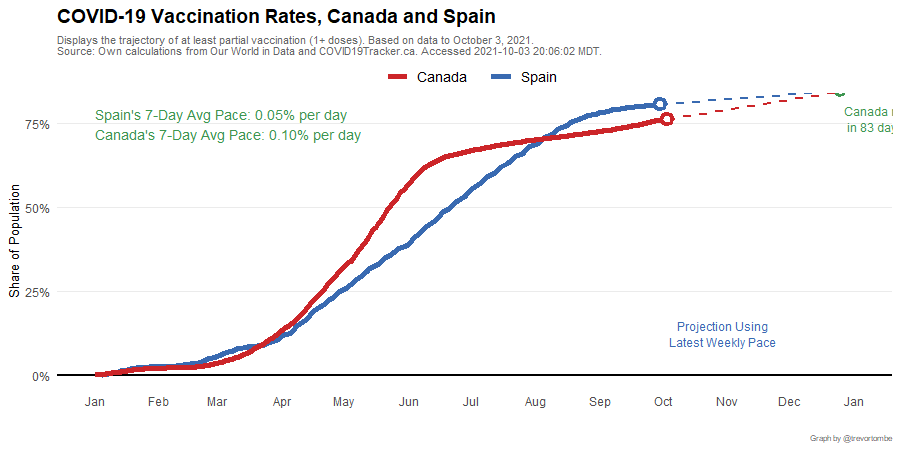 COVID-19 Vaccination Rates, Canada and Spain
Displays the trajectory of at least partial vaccination (1+ doses). Based on data to October 3, 2021.
Source: Own calculations from Our World in Data and COVID19Tracker.ca. Accessed 2021-10-03 20:06:02 MDT.
Canada Spain
Spain's 7-Day Avg Pace: 0.05% per day
Canada's 7-Day Avg Pace: 0.10% per day
Canada
in 83
75%
50%
25%
0%
Share of Population
Projection Using
Latest Weekly Pace
Jan Feb Mar Apr May Jun Jul Aug Sep Oct Nov Dec Jan
Graph by @trevortombe